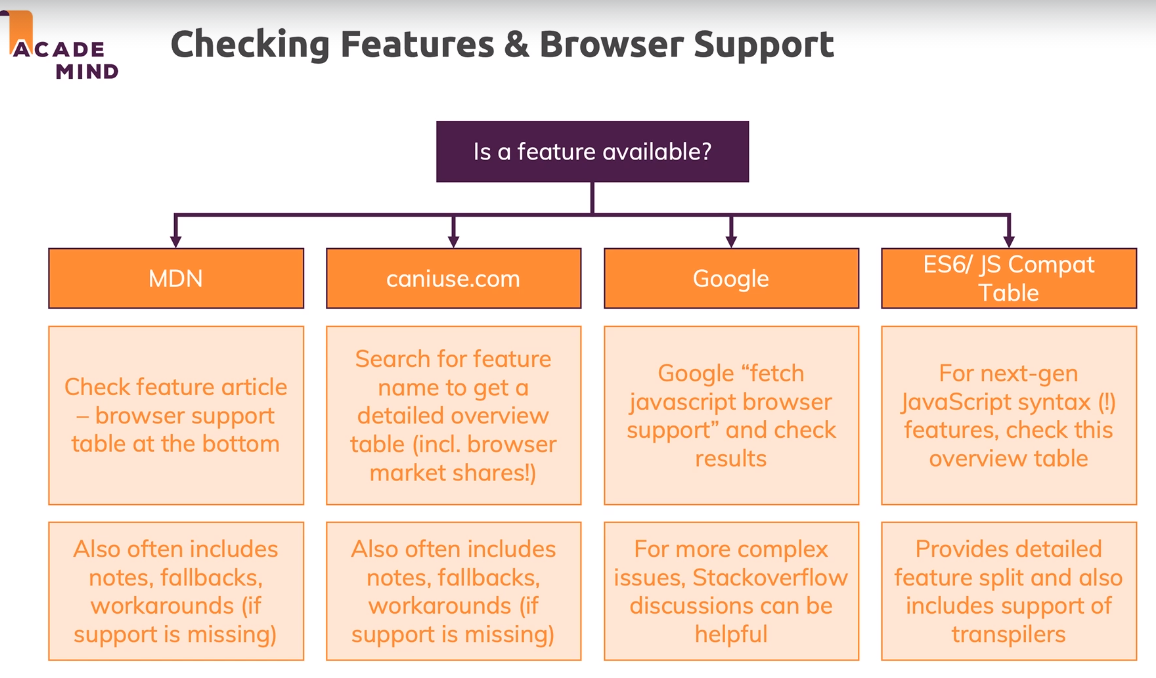 ACADE
MIND
Checking Features & Browser Support
Is a feature available?
MDN
caniuse.com
Google
ES6/ JS Compat
Table
Check feature article
– browser support
table at the bottom
Search for feature
name to get a
detailed overview
table (incl. browser
market shares!)
Google “fetch
javascript browser
support” and check
results
For next-gen
JavaScript syntax (!)
features, check this
overview table
Also often includes
notes, fallbacks,
workarounds (if
support is missing)
Also often includes
notes, fallbacks,
workarounds (if
support is missing)
For more complex
issues, Stackoverflow
discussions can be
helpful
Provides detailed
feature split and also
includes support of
transpilers